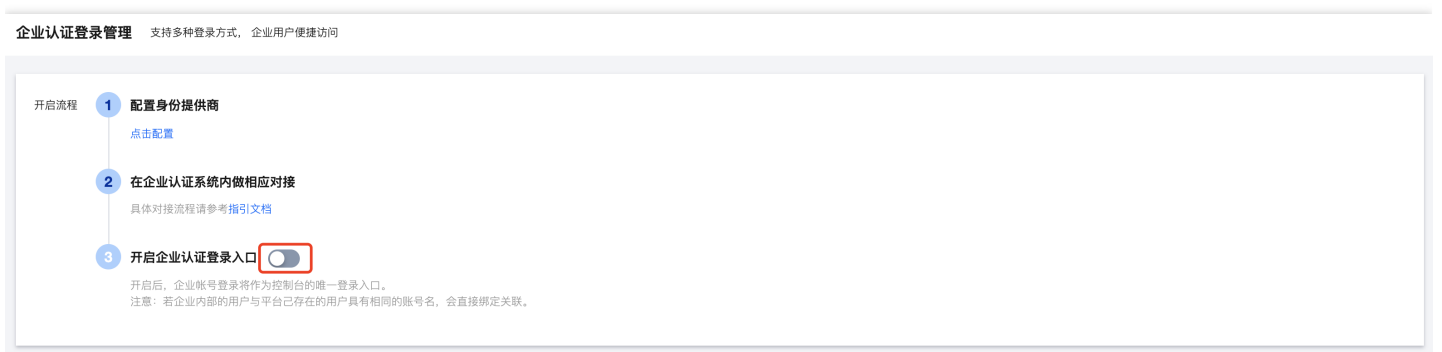 企业认证登录管理 支持多种登录方式， 企业用户便捷访问
开启流程 1 配置身份提供商
点击配置
2 在企业认证系统内做相应对接
具体对接流程请参考指引文档
3 开启企业认证登录入口
开启后，企业帐号登录将作为控制台的唯一登录入口。
注意：若企业内部的用户与平台己存在的用户具有相同的账号名，会直接绑定关联。